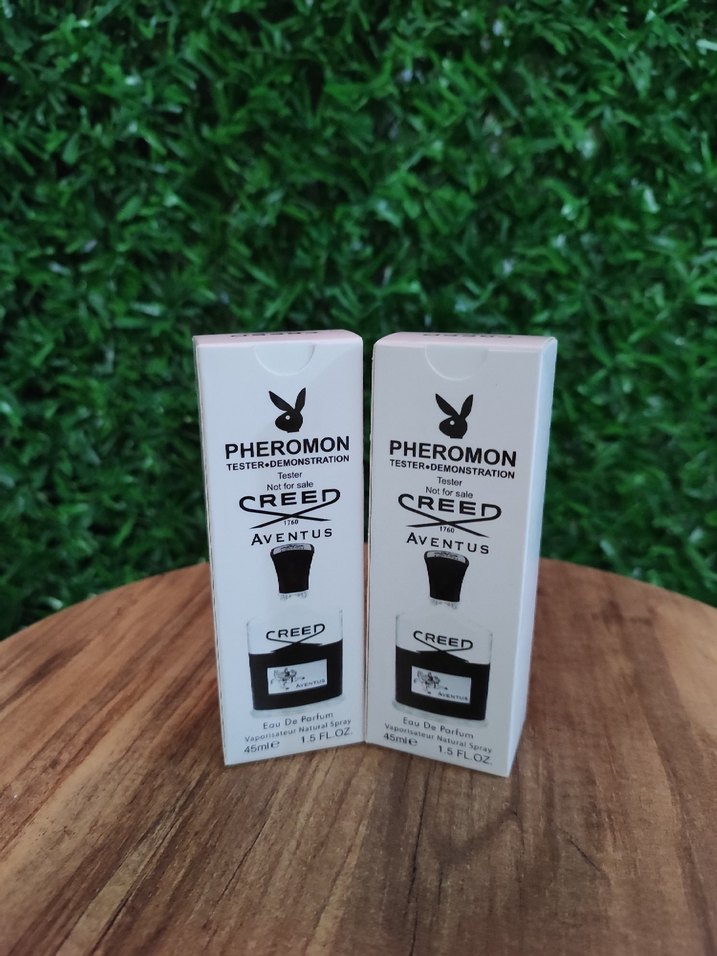 PHEROMON
TESTER•DEMONSTRATION
Tester
Not for sale
CREED
1760
AVENTUS
CREED
AVENTUS
Eau De Parfum
Vaporisateur Natural Spray
45ml e 1.5 FL.OZ.
CREED
PHEROMON
TESTER•DEMONSTRATION
Tester
Not for sale
CREED
1760
AVENTUS
CREED
AVENTUS
Eau De Parfum
Vaporisateur Natural Spray
45ml e 1.5 FL.OZ.